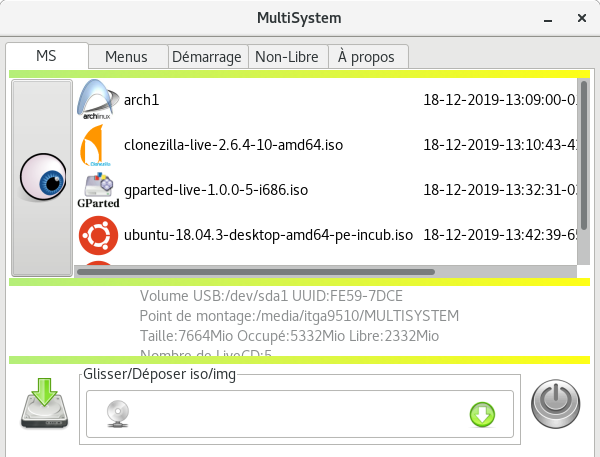 MultiSystem
MS Menus Démarrage Non-Libre À propos
archlinux
arch1 18-12-2019-13:09:00-0
Clonezilla
clonezilla-live-2.6.4-10-amd64.iso 18-12-2019-13:10:43-4
GParted
gparted-live-1.0.0-5-i686.iso 18-12-2019-13:32:31-0
ubuntu-18.04.3-desktop-amd64-pe-incub.iso 18-12-2019-13:42:39-6
Volume USB:/dev/sda1 UUID:FE59-7DCE
Point de montage:/media/itga9510/MULTISYSTEM
Taille:7664Mio Occupé:5332Mio Libre:2332Mio
Nombre de LiveCD:5
Glisser/Déposer iso/img